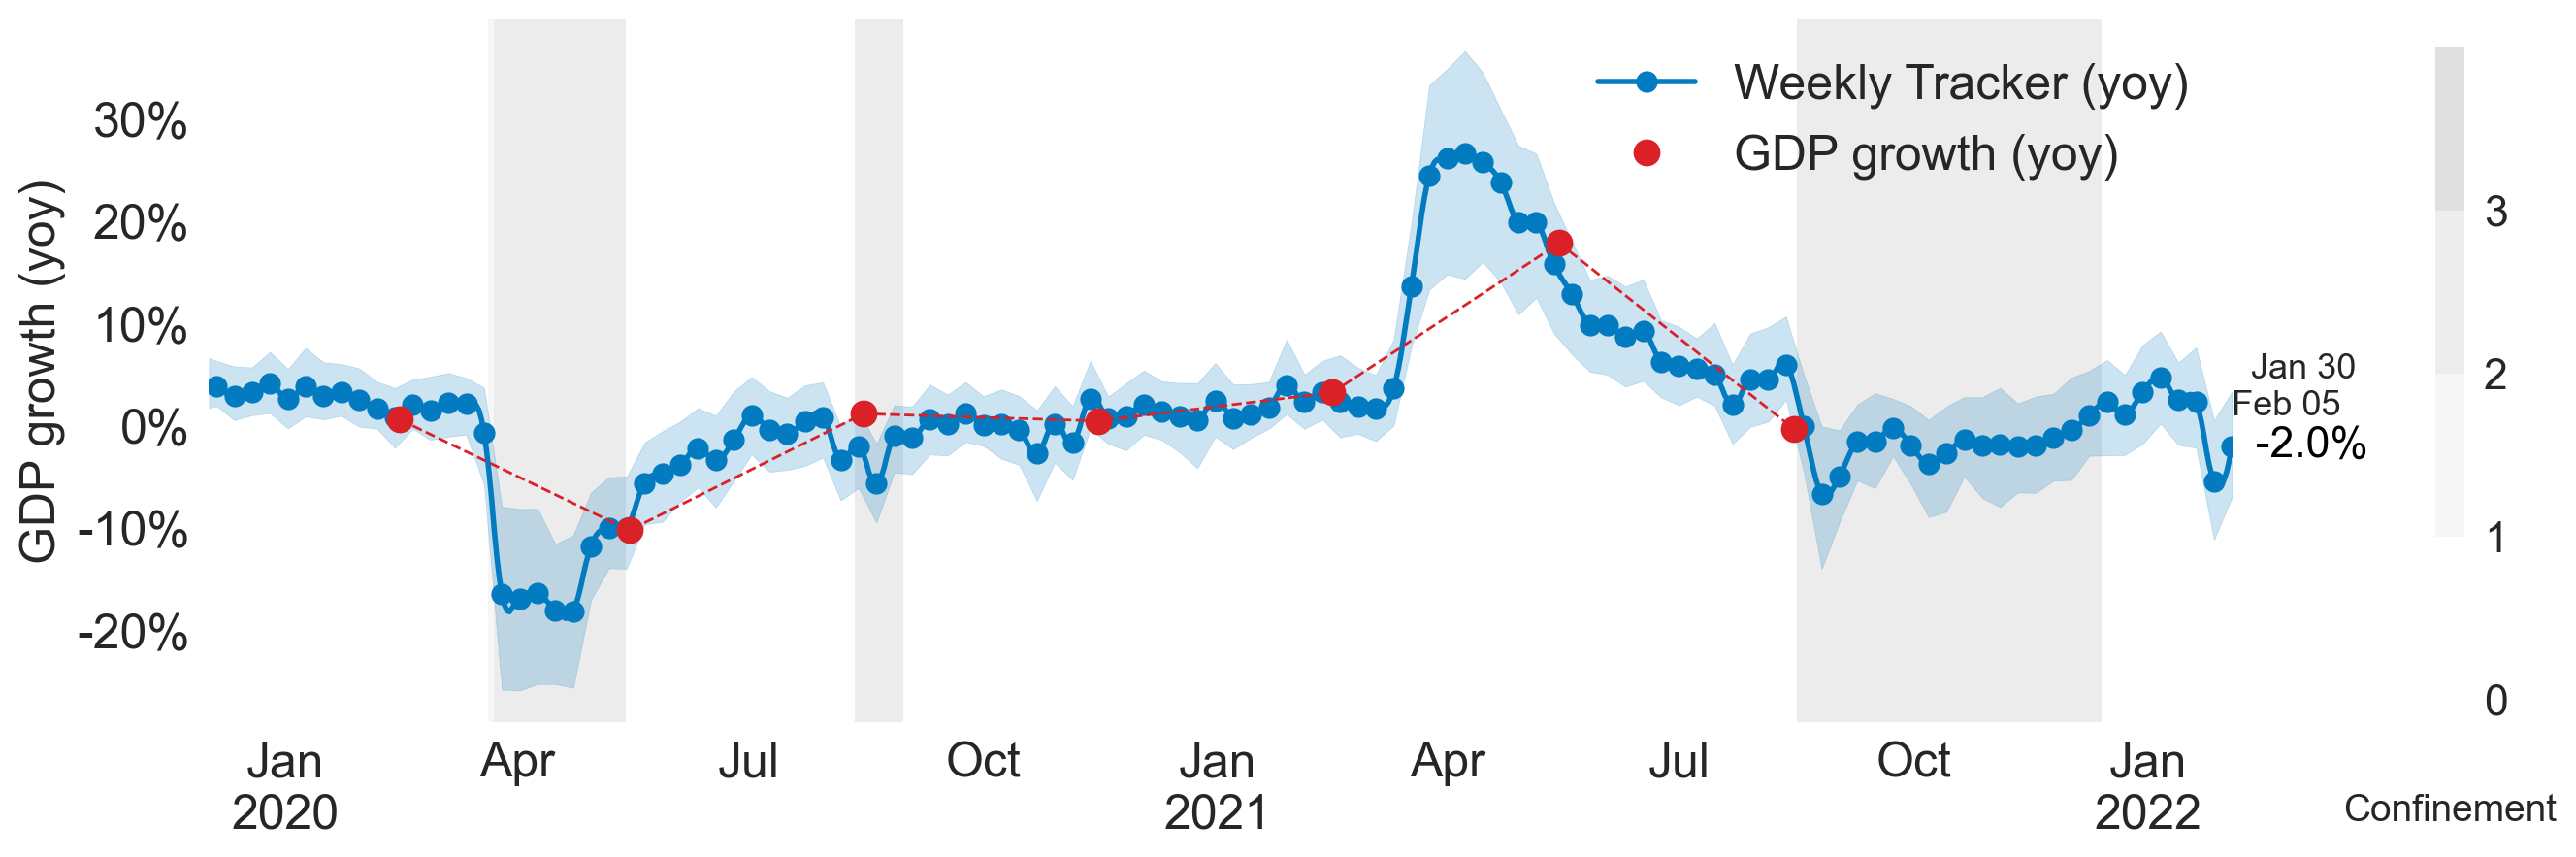 Weekly Tracker (yoy)
GDP growth (yoy)
GDP growth (yoy)
30%
20%
10%
0%
-10%
-20%
Jan 30
Feb 05
-2.0%
3
2
1
0
Jan Apr Jul Oct Jan Apr Jul Oct Jan
2020 2021 2022
Confinement